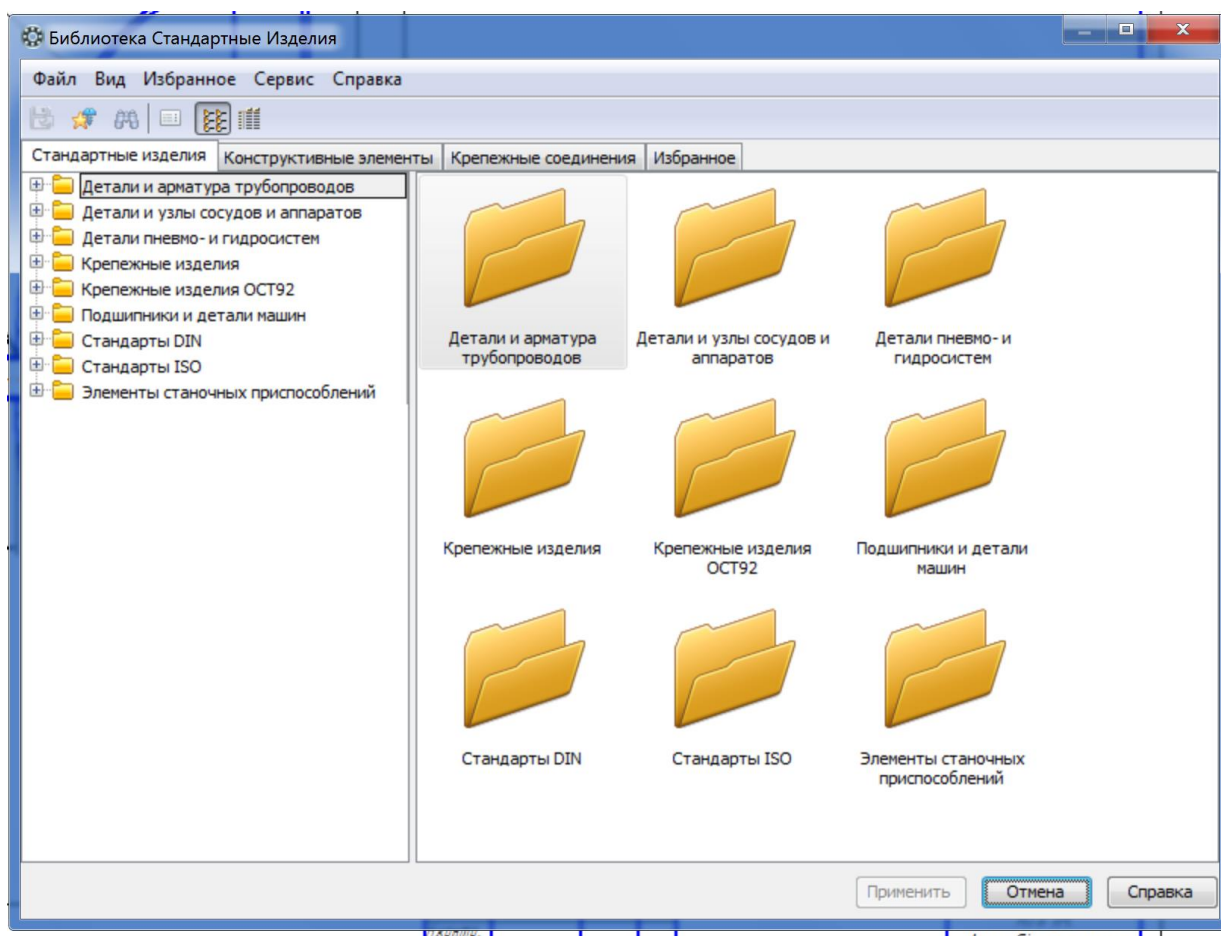 Библиотека Стандартные Изделия
Файл Вид Избранное Сервис Справка
Стандартные изделия Конструктивные элементы Крепежные соединения Избранное
Детали и арматура трубопроводов
Детали и узлы сосудов и аппаратов
Детали пневмо- и гидросистем
Крепежные изделия
Крепежные изделия ОСТ92
Подшипники и детали машин
Стандарты DIN
Стандарты ISO
Элементы станочных приспособлений
Детали и арматура
трубопроводов
Детали и узлы сосудов и
аппаратов
Детали пневмо- и
гидросистем
Крепежные изделия
Крепежные изделия
ОСТ92
Подшипники и детали
машин
Стандарты DIN
Стандарты ISO
Элементы станочных
приспособлений
Применить Отмена Справка